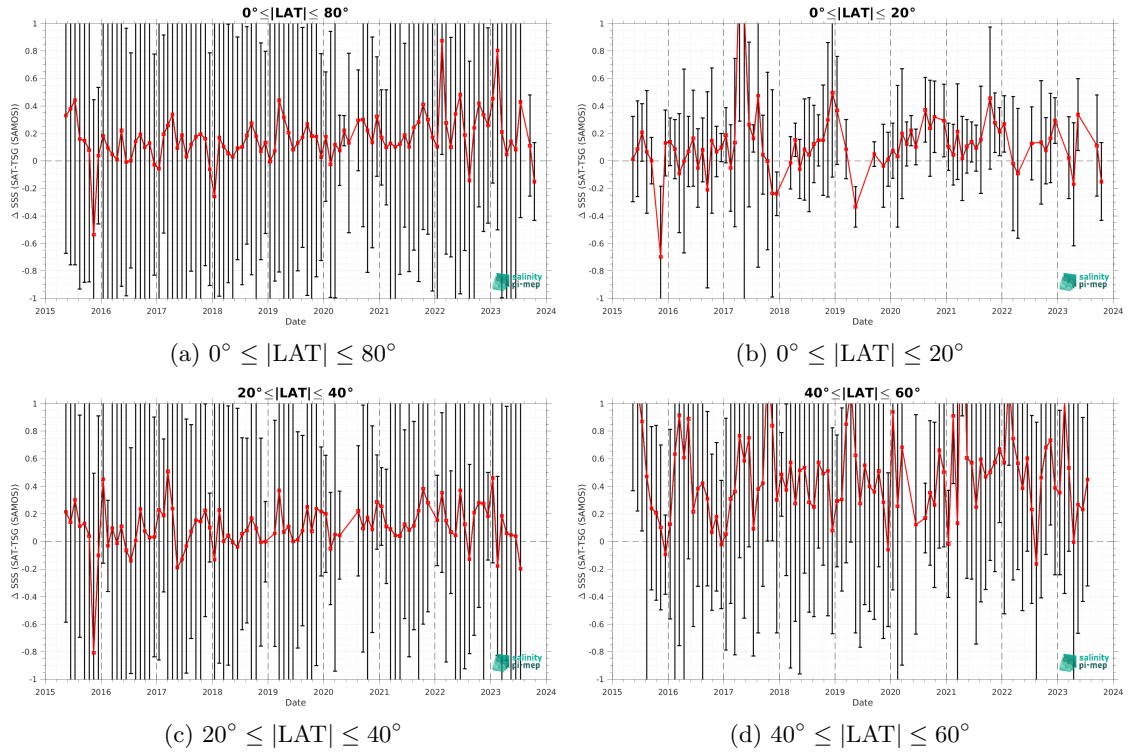 0°≤|LAT|≤ 80°
Δ SSS (SAT-TSG (SAMOS))
1
0.8
0.6
0.4
0.2
0
-0.2
-0.4
-0.6
-0.8
-1
2015 2016 2017 2018 2019 2020 2021 2022 2023 2024
Date
salinity
pi-mep
(a) 0° ≤ |LAT| ≤ 80°
0°≤|LAT|≤ 20°
Δ SSS (SAT-TSG (SAMOS))
1
0.8
0.6
0.4
0.2
0
-0.2
-0.4
-0.6
-0.8
-1
2015 2016 2017 2018 2019 2020 2021 2022 2023 2024
Date
salinity
pi-mep
(b) 0° ≤ |LAT| ≤ 20°
20°≤|LAT|≤ 40°
Δ SSS (SAT-TSG (SAMOS))
1
0.8
0.6
0.4
0.2
0
-0.2
-0.4
-0.6
-0.8
-1
2015 2016 2017 2018 2019 2020 2021 2022 2023 2024
Date
salinity
pi-mep
(c) 20° ≤ |LAT| ≤ 40°
40°≤|LAT|≤ 60°
Δ SSS (SAT-TSG (SAMOS))
1
0.8
0.6
0.4
0.2
0
-0.2
-0.4
-0.6
-0.8
-1
2015 2016 2017 2018 2019 2020 2021 2022 2023 2024
Date
salinity
pi-mep
(d) 40° ≤ |LAT| ≤ 60°